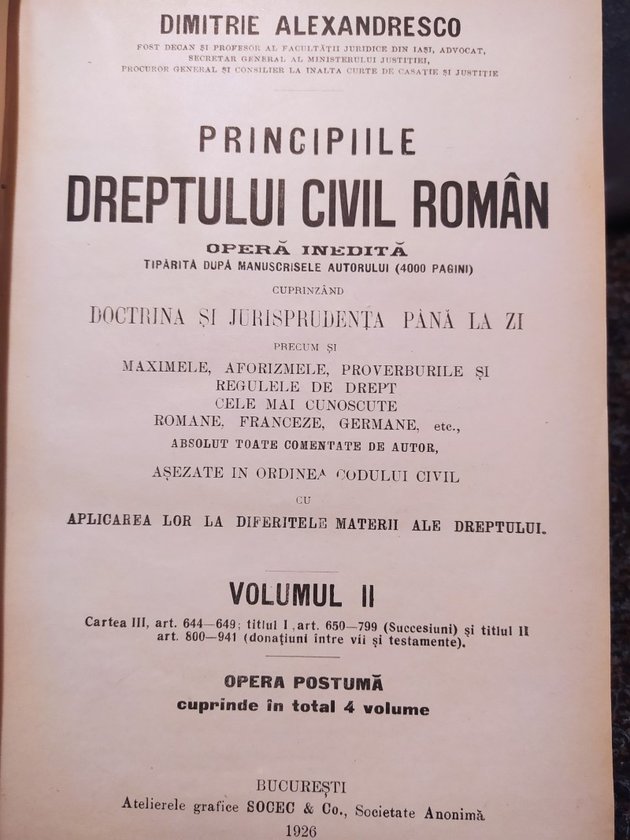 DIMITRIE ALEXANDRESCO
FOST DECAN ȘI PROFESOR AL FACULTĂȚII JURIDICE DIN IAȘI, ADVOCAT,
SECRETAR GENERAL AL MINISTERULUI JUSTIȚIEI,
PROCUROR GENERAL ȘI CONSILIER LA INALTA CURTE DE CASAȚIE ȘI JUSTIȚIE
PRINCIPIILE
DREPTULUI CIVIL ROMÂN
OPERĂ INEDITĂ
TIPĂRITĂ DUPĂ MANUSCRISELE AUTORULUI (4000 PAGINI)
CUPRINZÂND
DOCTRINA ȘI JURISPRUDENȚA PÂNĂ LA ZI
PRECUM ȘI
MAXIMELE, AFORIZMELE, PROVERBURILE ȘI
REGULELE DE DREPT
CELE MAI CUNOSCUTE
ROMANE, FRANCEZE, GERMANE, etc.,
ABSOLUT TOATE COMENTATE DE AUTOR,
AȘEZATE IN ORDINEA CODULUI CIVIL
CU
APLICAREA LOR LA DIFERITELE MATERII ALE DREPTULUI.
VOLUMUL II
Cartea III, art. 644—649; titlul I art. 650—799 (Succesiuni) și titlul II
art. 800—941 (donațiuni între vii și testamente).
OPERA POSTUMĂ
cuprinde în total 4 volume
BUCUREȘTI
Atelierele grafice SOCEC & Co., Societate Anonimă
1926